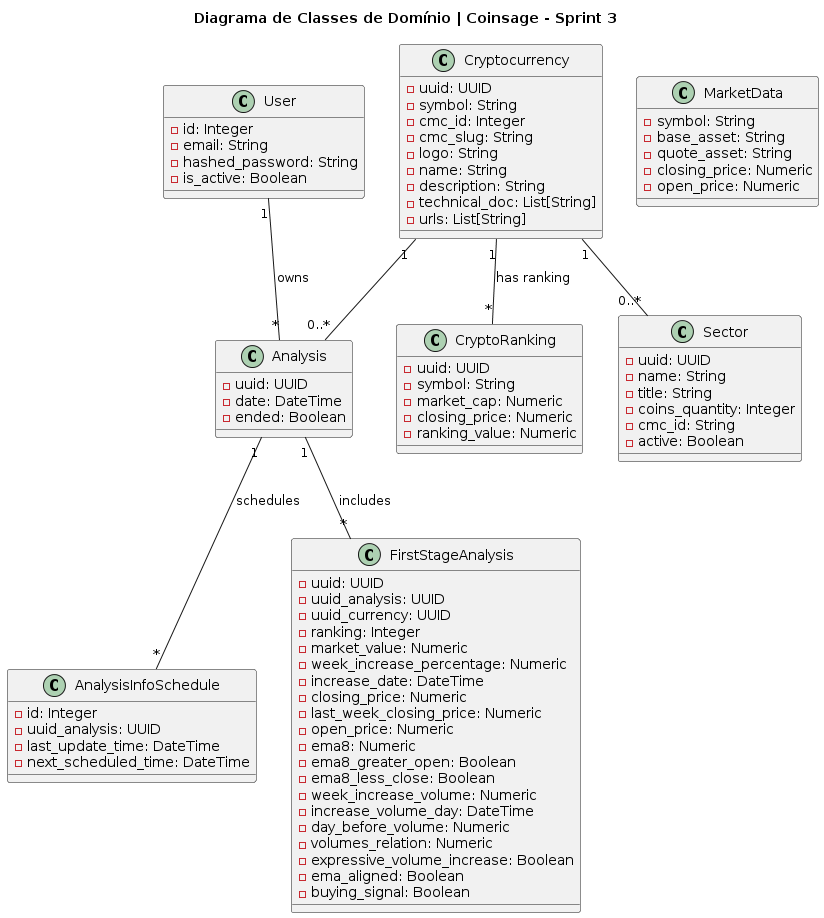 Diagrama de Classes de Domínio | Coinsage - Sprint 3
C User
id: Integer
email: String
hashed_password: String
is_active: Boolean
C Cryptocurrency
uuid: UUID
symbol: String
cmc_id: Integer
cmc_slug: String
logo: String
name: String
description: String
technical_doc: List[String]
urls: List[String]
C MarketData
symbol: String
base_asset: String
quote_asset: String
closing_price: Numeric
open_price: Numeric
1
owns
*
1
0..*
1
has ranking
*
1
0..*
C Analysis
uuid: UUID
date: DateTime
ended: Boolean
C CryptoRanking
uuid: UUID
symbol: String
market_cap: Numeric
closing_price: Numeric
ranking_value: Numeric
C Sector
uuid: UUID
name: String
title: String
coins_quantity: Integer
cmc_id: String
active: Boolean
1
schedules
*
1
includes
*
C AnalysisInfoSchedule
id: Integer
uuid_analysis: UUID
last_update_time: DateTime
next_scheduled_time: DateTime
C FirstStageAnalysis
uuid: UUID
uuid_analysis: UUID
uuid_currency: UUID
ranking: Integer
market_value: Numeric
week_increase_percentage: Numeric
increase_date: DateTime
closing_price: Numeric
last_week_closing_price: Numeric
open_price: Numeric
ema8: Numeric
ema8_greater_open: Boolean
ema8_less_close: Boolean
week_increase_volume: Numeric
increase_volume_day: DateTime
day_before_volume: Numeric
volumes_relation: Numeric
expressive_volume_increase: Boolean
ema_aligned: Boolean
buying_signal: Boolean